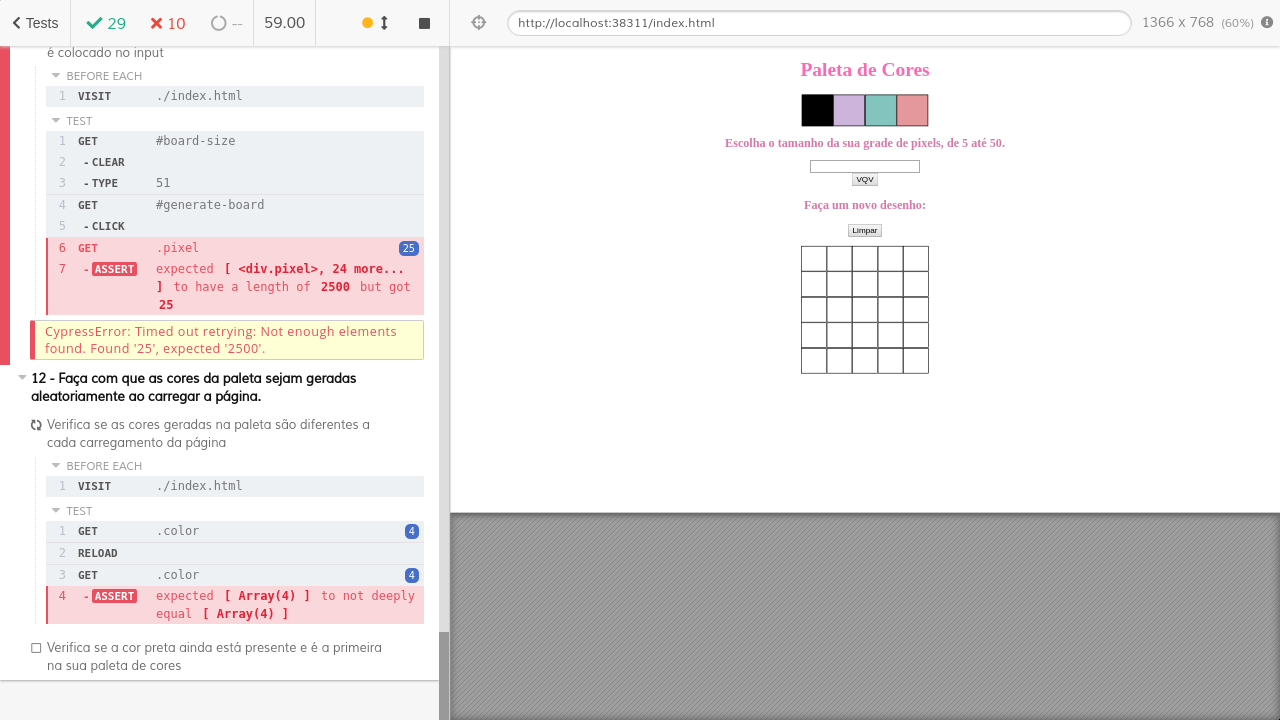 Tests
29
10
--
59.00
http://localhost:38311/index.html
1366 x 768 (60%)
é colocado no input
BEFORE EACH
1 VISIT ./index.html
TEST
1 GET #board-size
2 - CLEAR
3 - TYPE 51
4 GET #generate-board
5 - CLICK
6 GET .pixel 25
7 - ASSERT expected [ <div.pixel>, 24 more...
] to have a length of 2500 but got
25
CypressError: Timed out retrying: Not enough elements
found. Found '25', expected '2500'.
12 - Faça com que as cores da paleta sejam geradas
aleatoriamente ao carregar a página.
Verifica se as cores geradas na paleta são diferentes a
cada carregamento da página
BEFORE EACH
1 VISIT ./index.html
TEST
1 GET .color 4
2 RELOAD
3 GET .color 4
4 - ASSERT expected [ Array(4) ] to not deeply
equal [ Array(4) ]
Verifica se a cor preta ainda está presente e é a primeira
na sua paleta de cores
Paleta de Cores
Escolha o tamanho da sua grade de pixels, de 5 até 50.
VQV
Faça um novo desenho:
Limpar